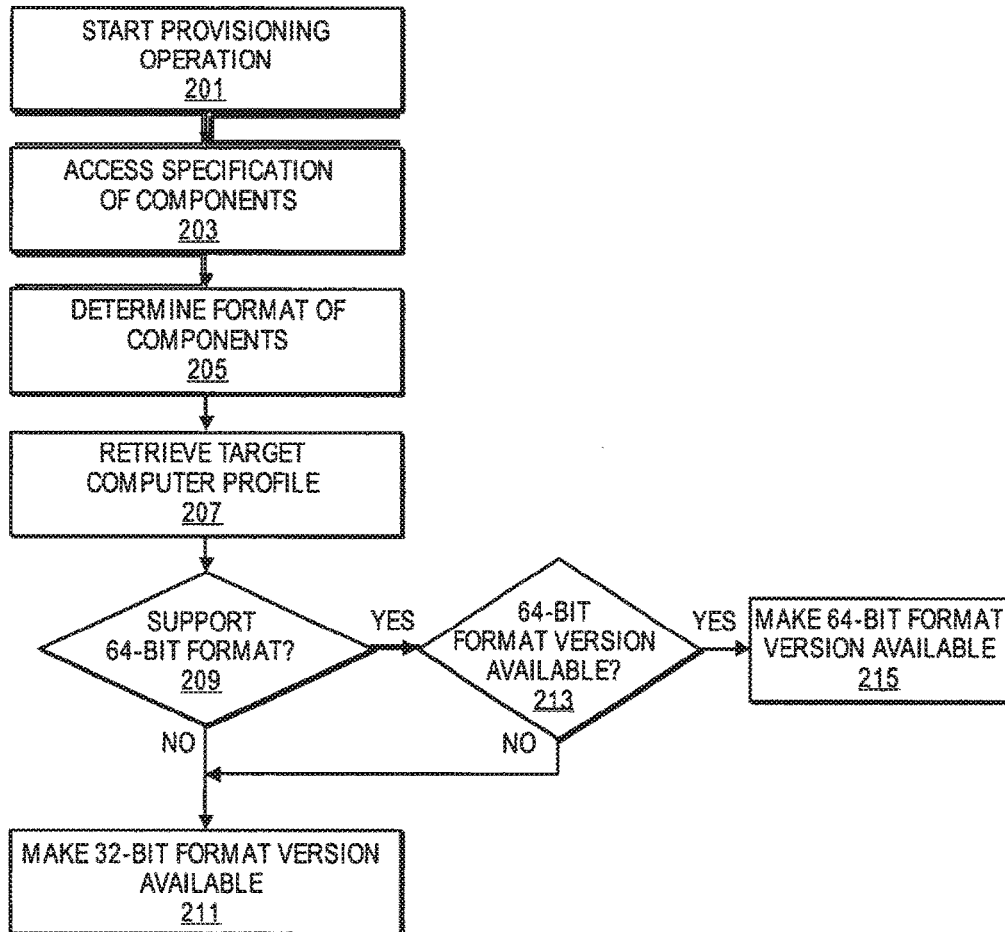 START PROVISIONING
OPERATION
201
ACCESS SPECIFICATION
OF COMPONENTS
203
DETERMINE FORMAT OF
COMPONENTS
205
RETRIEVE TARGET
COMPUTER PROFILE
207
SUPPORT
64-BIT FORMAT?
209
YES
NO
64-BIT
FORMAT VERSION
AVAILABLE?
213
YES
NO
MAKE 64-BIT FORMAT
VERSION AVAILABLE
215
MAKE 32-BIT FORMAT VERSION
AVAILABLE
211